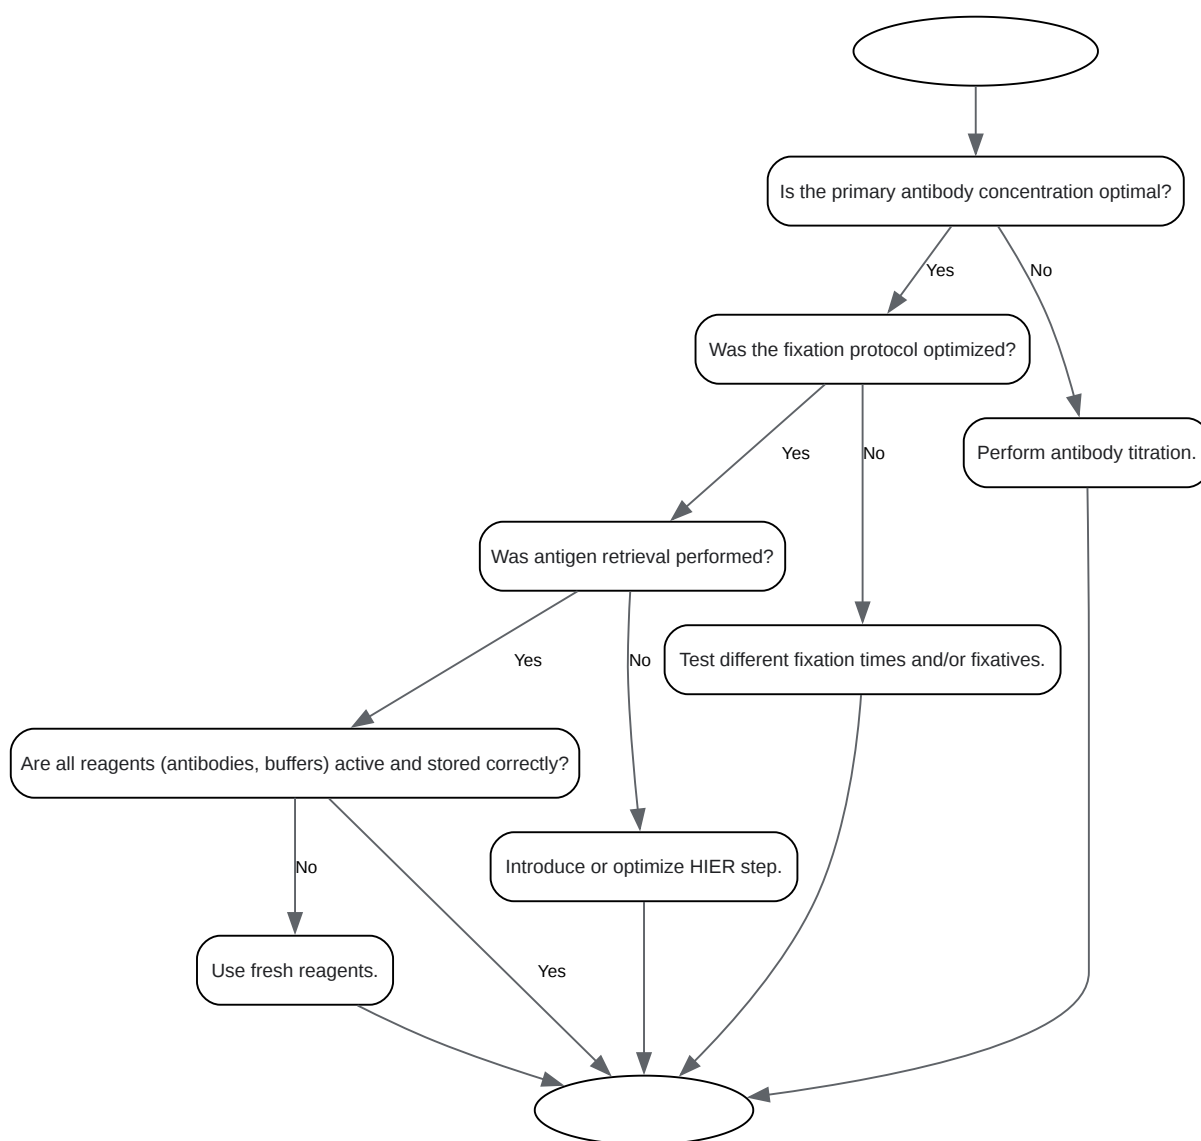 Is the primary antibody concentration optimal?
Yes
No
Was the fixation protocol optimized?
Yes
No
Perform antibody titration.
Was antigen retrieval performed?
Yes
No
Test different fixation times and/or fixatives.
Are all reagents (antibodies, buffers) active and stored correctly?
No
Introduce or optimize HIER step.
Use fresh reagents.
Yes